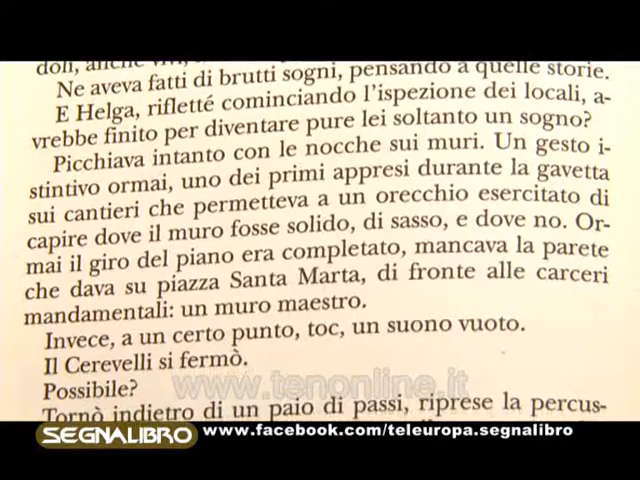 doli, anche vivi,
Ne aveva fatti di brutti sogni, pensando a quelle storie.
E Helga, rifletté cominciando l'ispezione dei locali, a-
vrebbe finito per diventare pure lei soltanto un sogno?
Picchiava intanto con le nocche sui muri. Un gesto i-
stintivo ormai, uno dei primi appresi durante la gavetta
sui cantieri che permetteva a un orecchio esercitato di
capire dove il muro fosse solido, di sasso, e dove no. Or-
mai il giro del piano era completato, mancava la parete
che dava su piazza Santa Marta, di fronte alle carceri
mandamentali: un muro maestro.
Invece, a un certo punto, toc, un suono vuoto.
Il Cerevelli si fermò.
Possibile?
www.tenonline.it
Tornò indietro di un paio di passi, riprese la percus-
SEGNALIBRO www.facebook.com/teleuropa.segnalibro